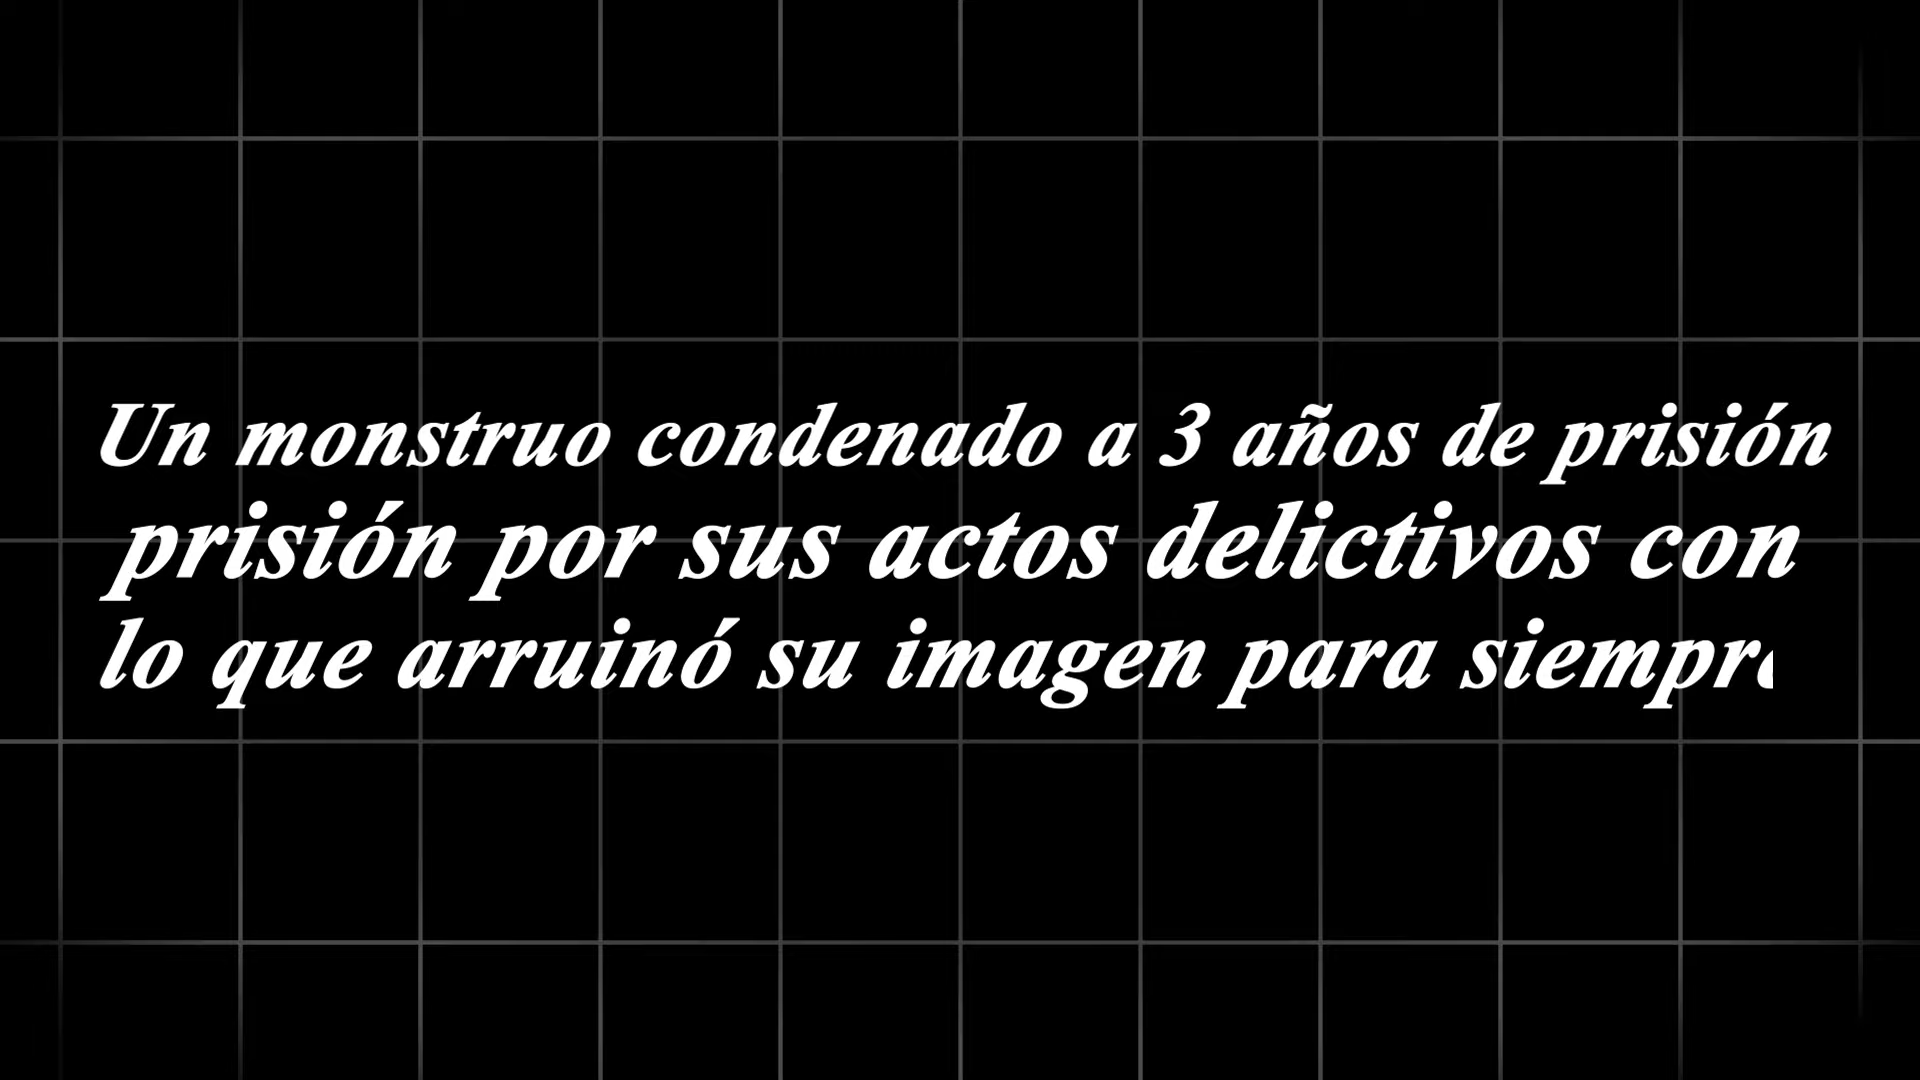 Un monstruo condenado a 3 años de prisión
prisión por sus actos delictivos con
lo que arruinó su imagen para siempre